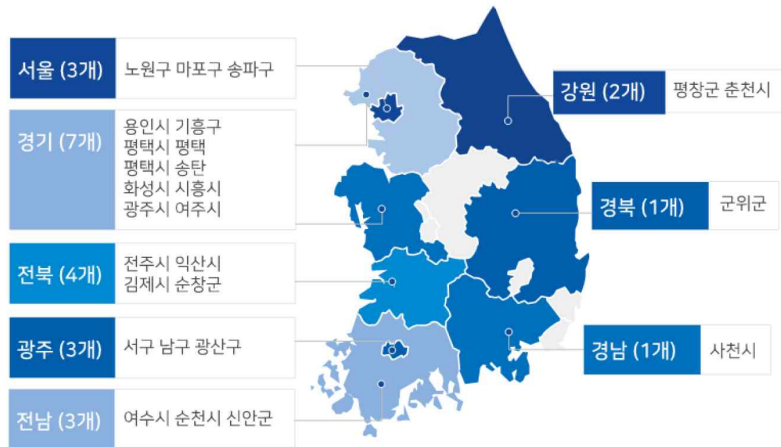 서울 (3개)
노원구 마포구 송파구
경기 (7개)
용인시 기흥구
평택시 평택
평택시 송탄
화성시 시흥시
광주시 여주시
전북 (4개)
전주시 익산시
김제시 순창군
광주 (3개)
서구 남구 광산구
전남 (3개)
여수시 순천시 신안군
강원 (2개)
평창군 춘천시
경북 (1개)
군위군
경남 (1개)
사천시